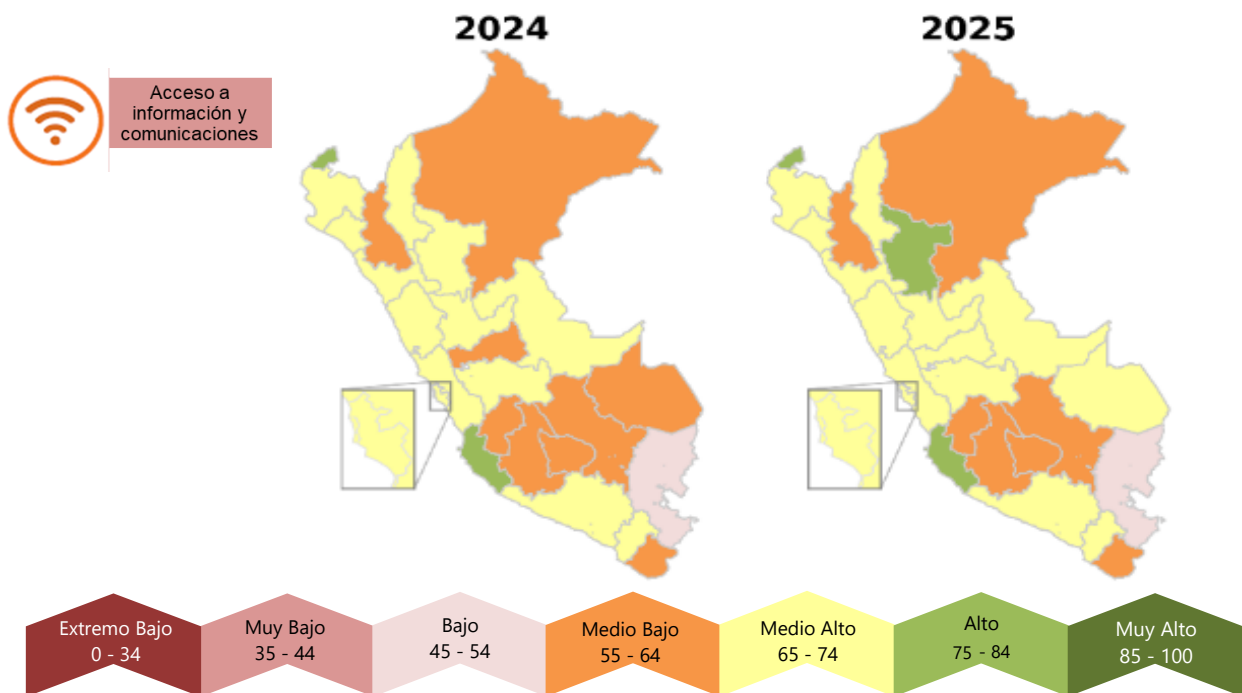 2024
2025
Acceso a
información y
comunicaciones
Extremo Bajo
0 - 34
Muy Bajo
35 - 44
Bajo
45 - 54
Medio Bajo
55 - 64
Medio Alto
65 - 74
Alto
75 - 84
Muy Alto
85 - 100